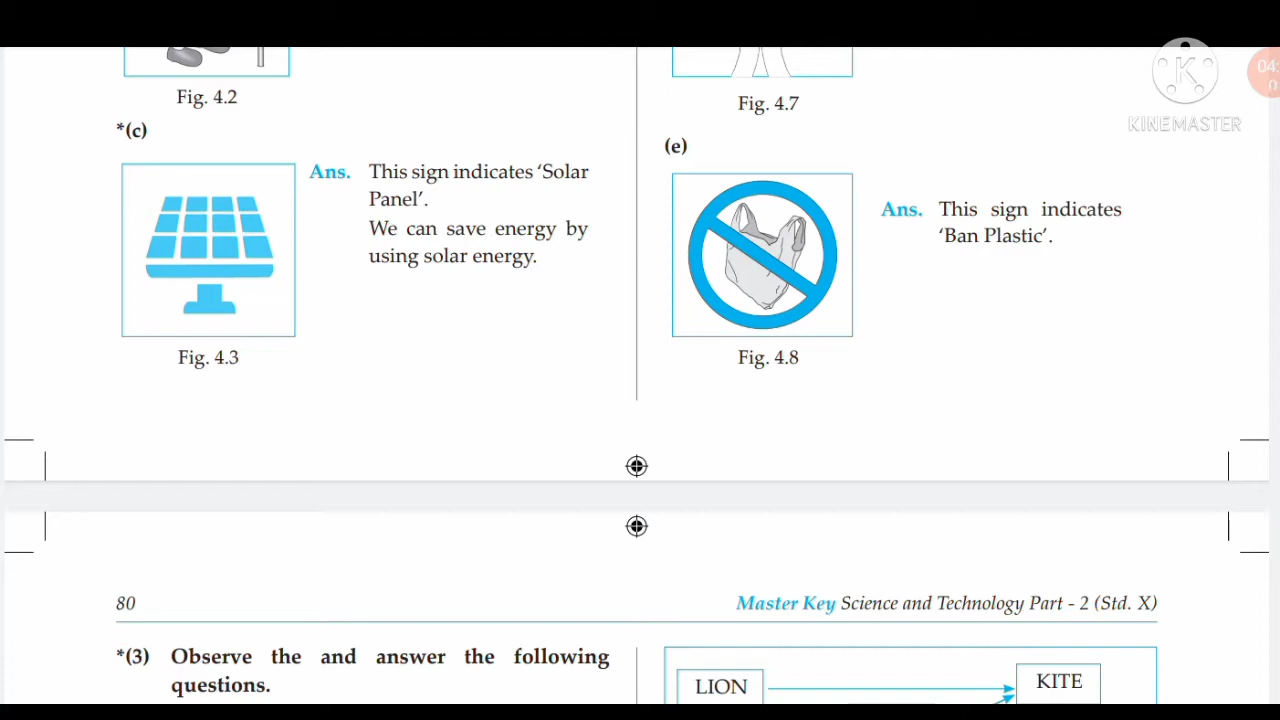 Fig. 4.2
*(c)
Ans. This sign indicates ‘Solar
Panel’.
We can save energy by
using solar energy.
Fig. 4.3
Fig. 4.7
(e)
Ans. This sign indicates
‘Ban Plastic’.
Fig. 4.8
K
KINEMASTER
04:
0
80
Master Key Science and Technology Part - 2 (Std. X)
*(3) Observe the and answer the following
questions.
LION
KITE